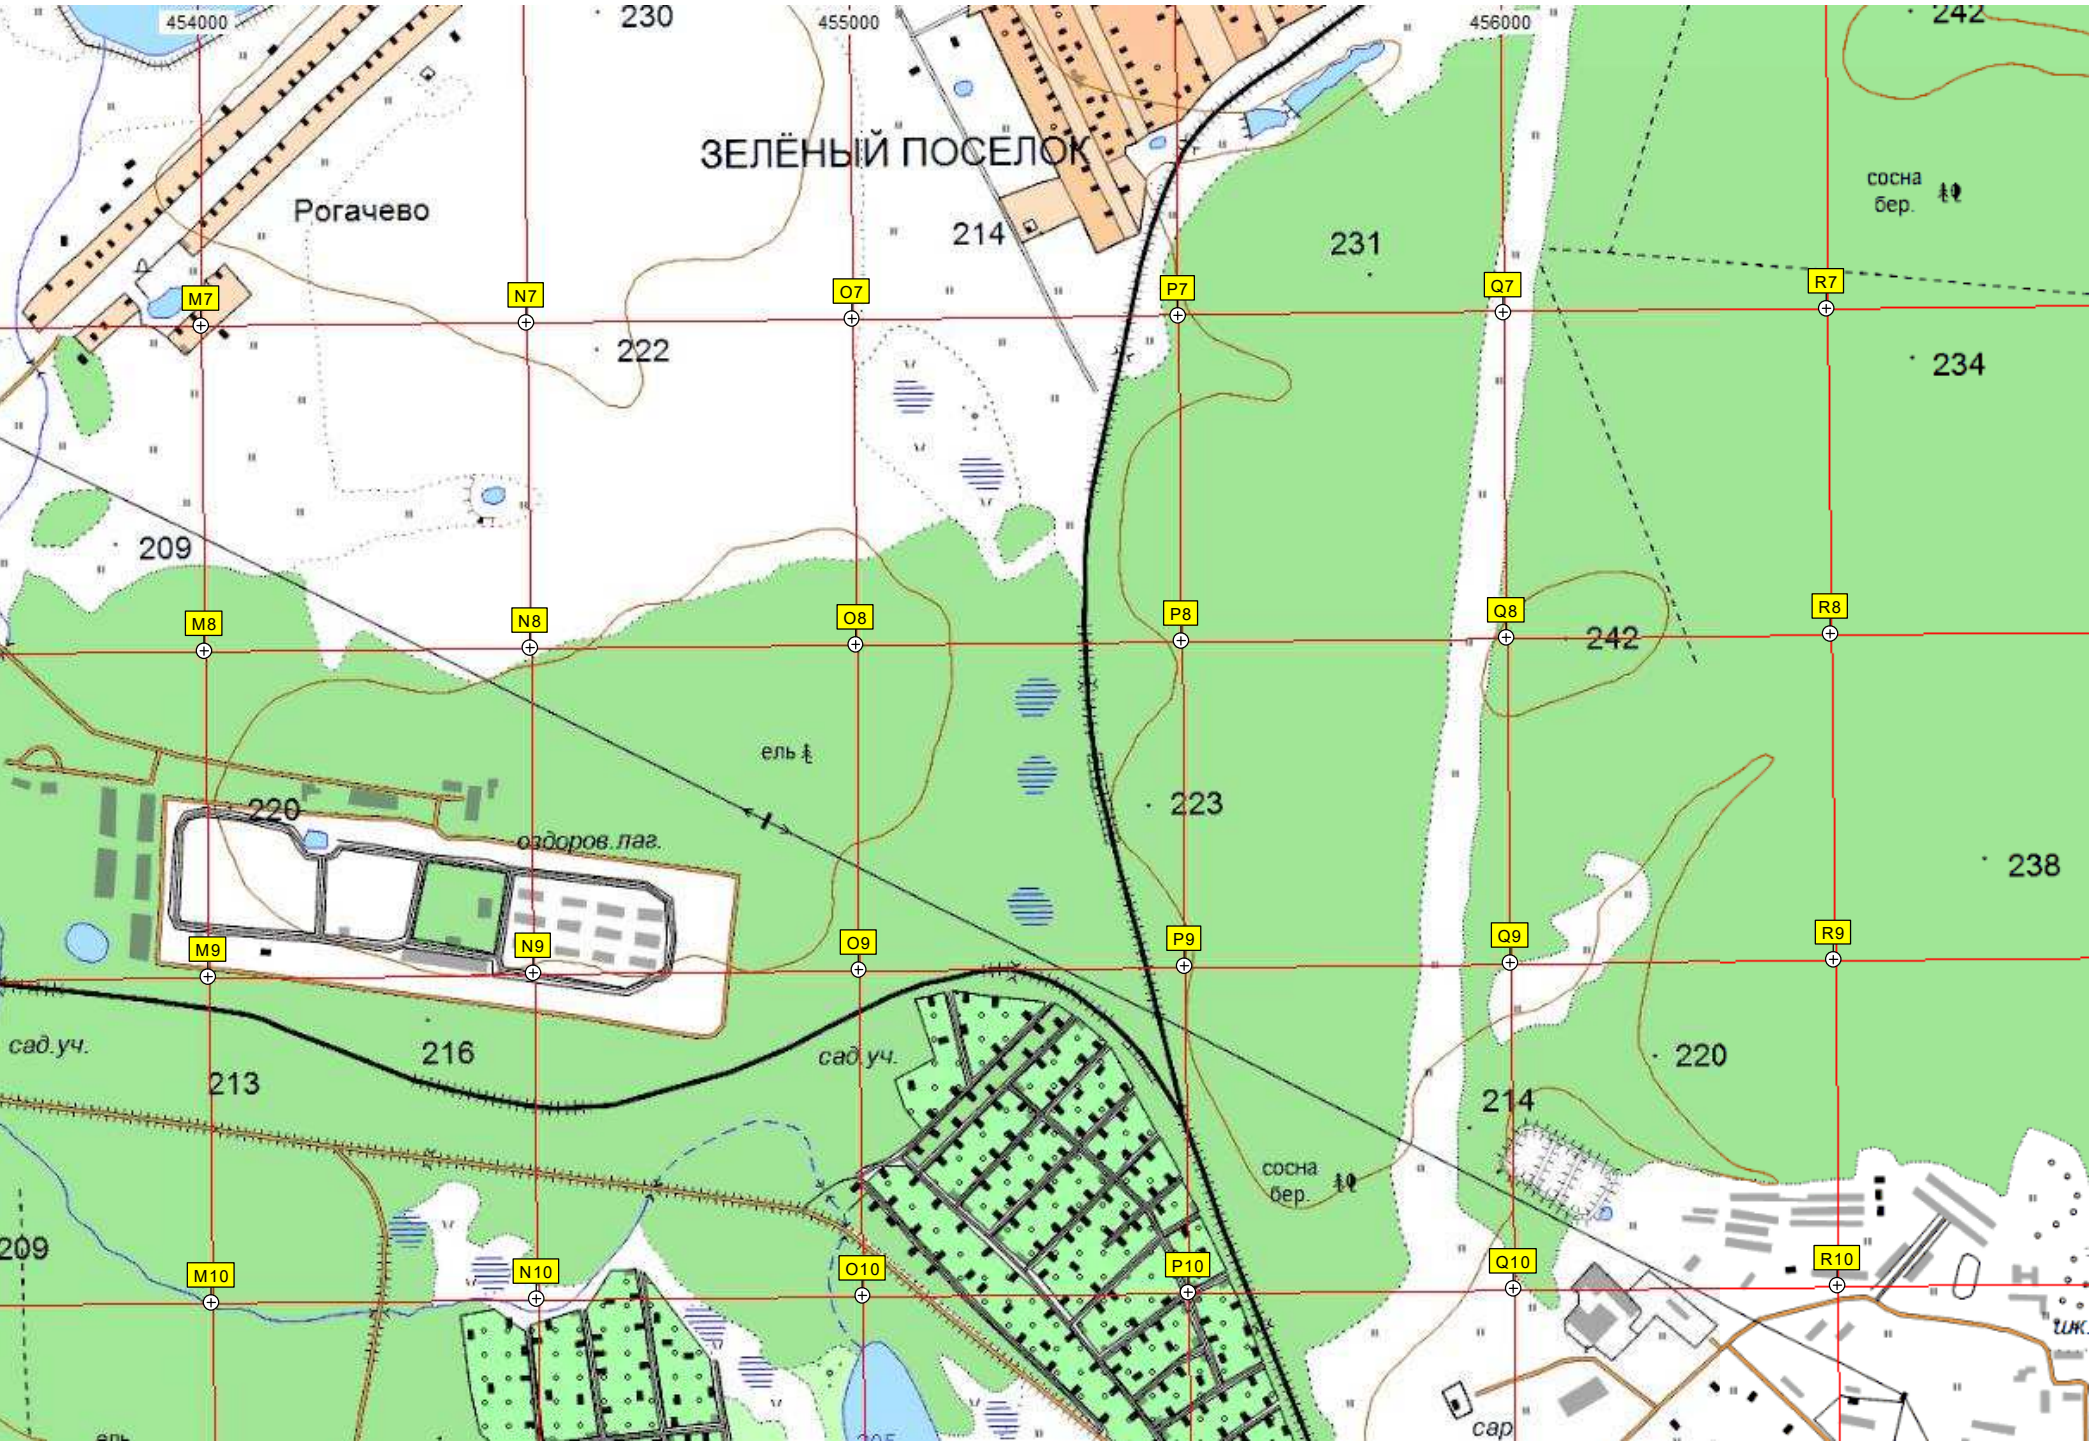 454000
455000
456000
230
242
ЗЕЛЁНЫЙ ПОСЕЛОК
сосна
бер.
Рогачево
214
231
M7
N7
O7
P7
Q7
R7
222
234
209
M8
N8
O8
P8
Q8
R8
242
ель
220
223
оздоров.лаг.
238
M9
N9
O9
P9
Q9
R9
сад.уч.
216
сад.уч.
220
213
214
сосна
бер.
209
M10
N10
O10
P10
Q10
R10
шк.
сар
ель
205